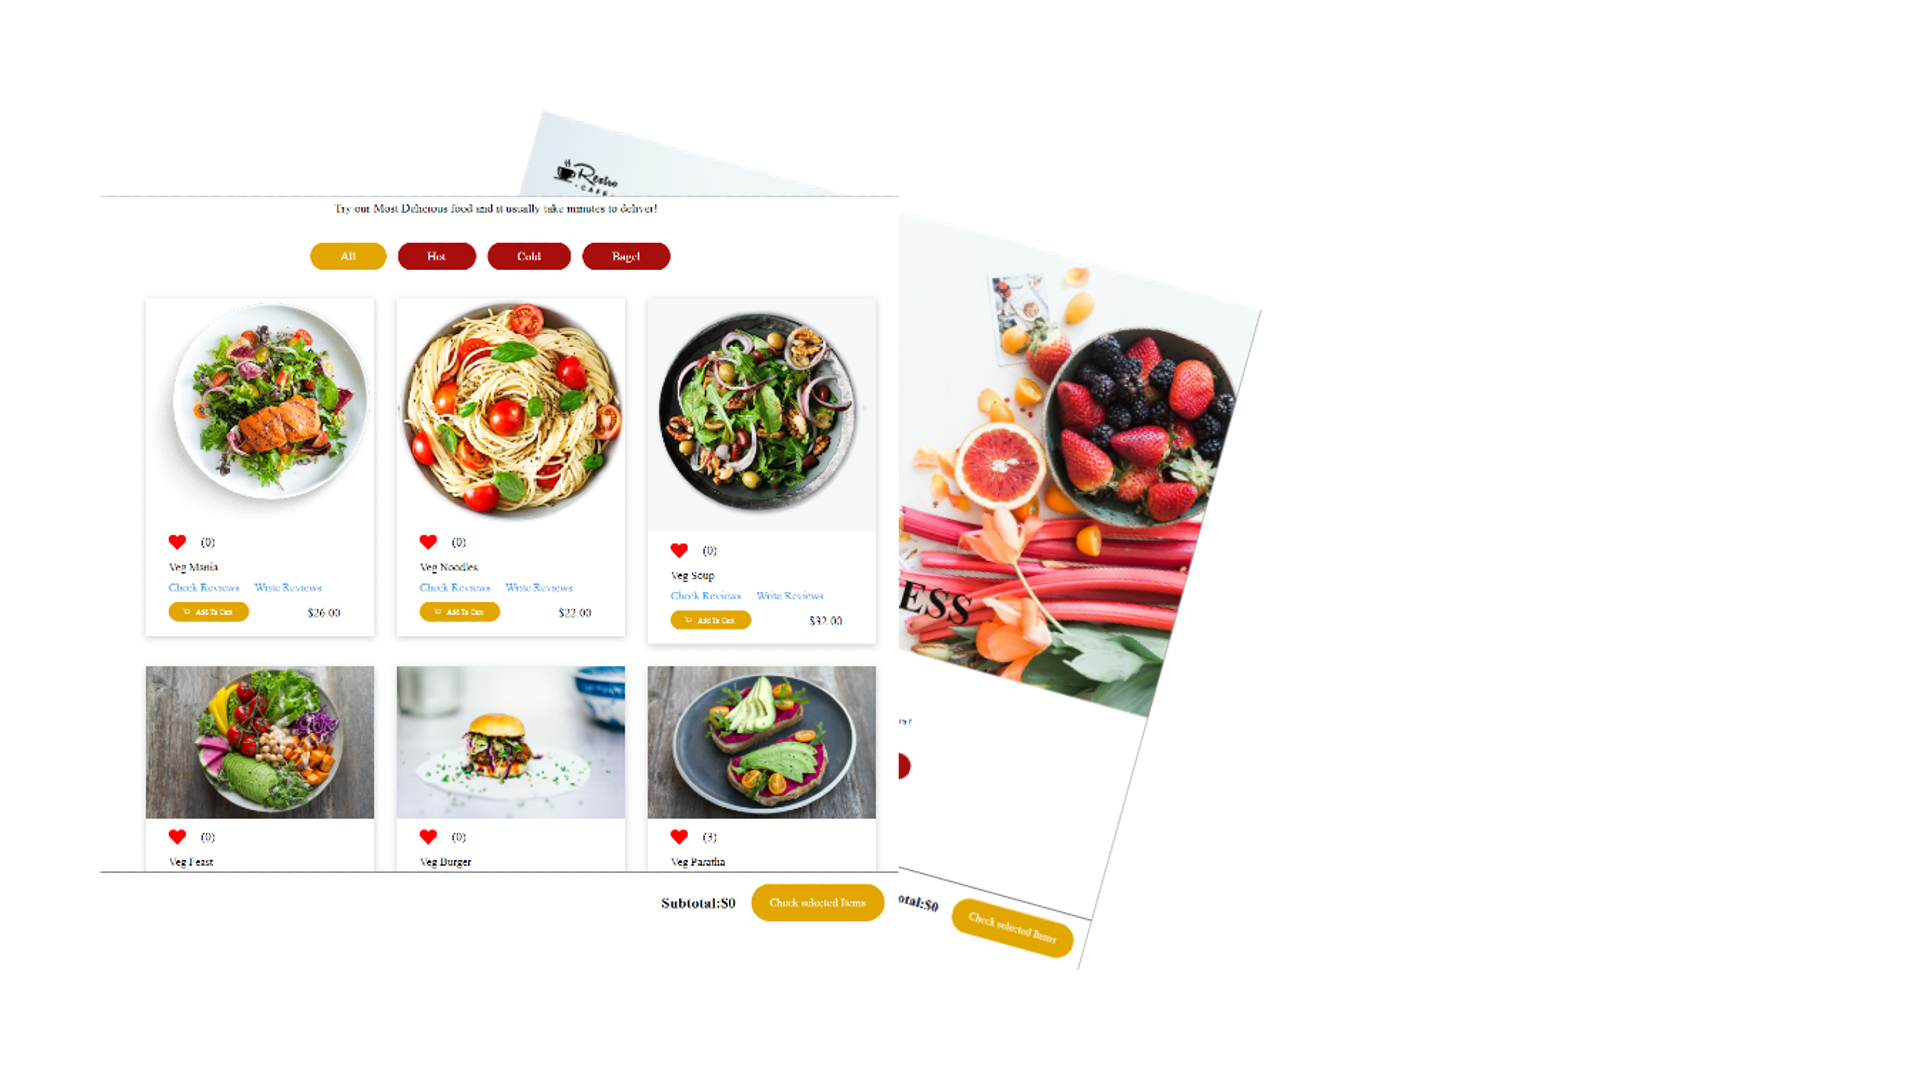 Restro
CAFE
Try our Most Delicious food and it usually take minutes to deliver!
All Hot Cold Bagel
(0) (0) (0)
Veg Mania Veg Noodles Veg Soup
Check Reviews Write Reviews Check Reviews Write Reviews Check Reviews Write Reviews
Add To Cart $26.00 Add To Cart $22.00 Add To Cart $32.00
ESS
(0) (0) (3)
Veg Feast Veg Burger Veg Paratha
Subtotal:$0 Check selected Items
otal:$0 Check selected Items